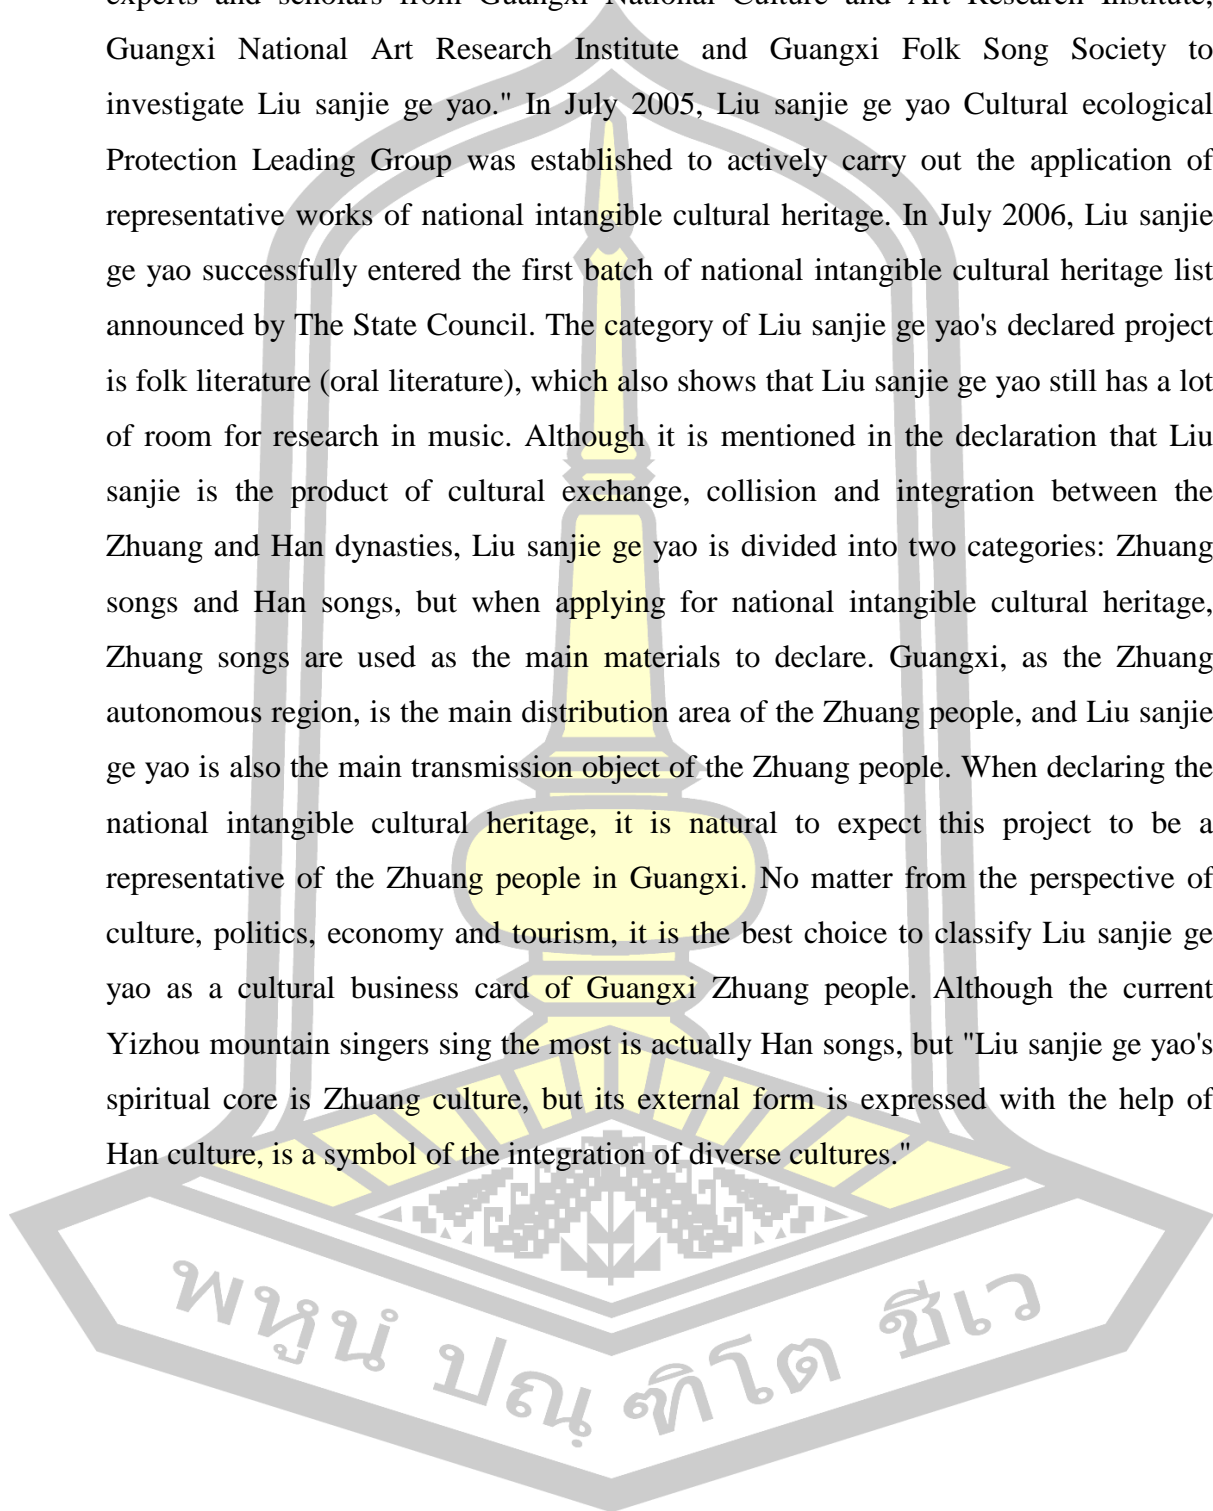 experts and scholars from Guangxi National Culture and Art Research Institute,
Guangxi National Art Research Institute and Guangxi Folk Song Society to
investigate Liu sanjie ge yao." In July 2005, Liu sanjie ge yao Cultural ecological
Protection Leading Group was established to actively carry out the application of
representative works of national intangible cultural heritage. In July 2006, Liu sanjie
ge yao successfully entered the first batch of national intangible cultural heritage list
announced by The State Council. The category of Liu sanjie ge yao's declared project
is folk literature (oral literature), which also shows that Liu sanjie ge yao still has a lot
of room for research in music. Although it is mentioned in the declaration that Liu
sanjie is the product of cultural exchange, collision and integration between the
Zhuang and Han dynasties, Liu sanjie ge yao is divided into two categories: Zhuang
songs and Han songs, but when applying for national intangible cultural heritage,
Zhuang songs are used as the main materials to declare. Guangxi, as the Zhuang
autonomous region, is the main distribution area of the Zhuang people, and Liu sanjie
ge yao is also the main transmission object of the Zhuang people. When declaring the
national intangible cultural heritage, it is natural to expect this project to be a
representative of the Zhuang people in Guangxi. No matter from the perspective of
culture, politics, economy and tourism, it is the best choice to classify Liu sanjie ge
yao as a cultural business card of Guangxi Zhuang people. Although the current
Yizhou mountain singers sing the most is actually Han songs, but "Liu sanjie ge yao's
spiritual core is Zhuang culture, but its external form is expressed with the help of
Han culture, is a symbol of the integration of diverse cultures."
พหูนํ ปณฺฑิโต ชีเว